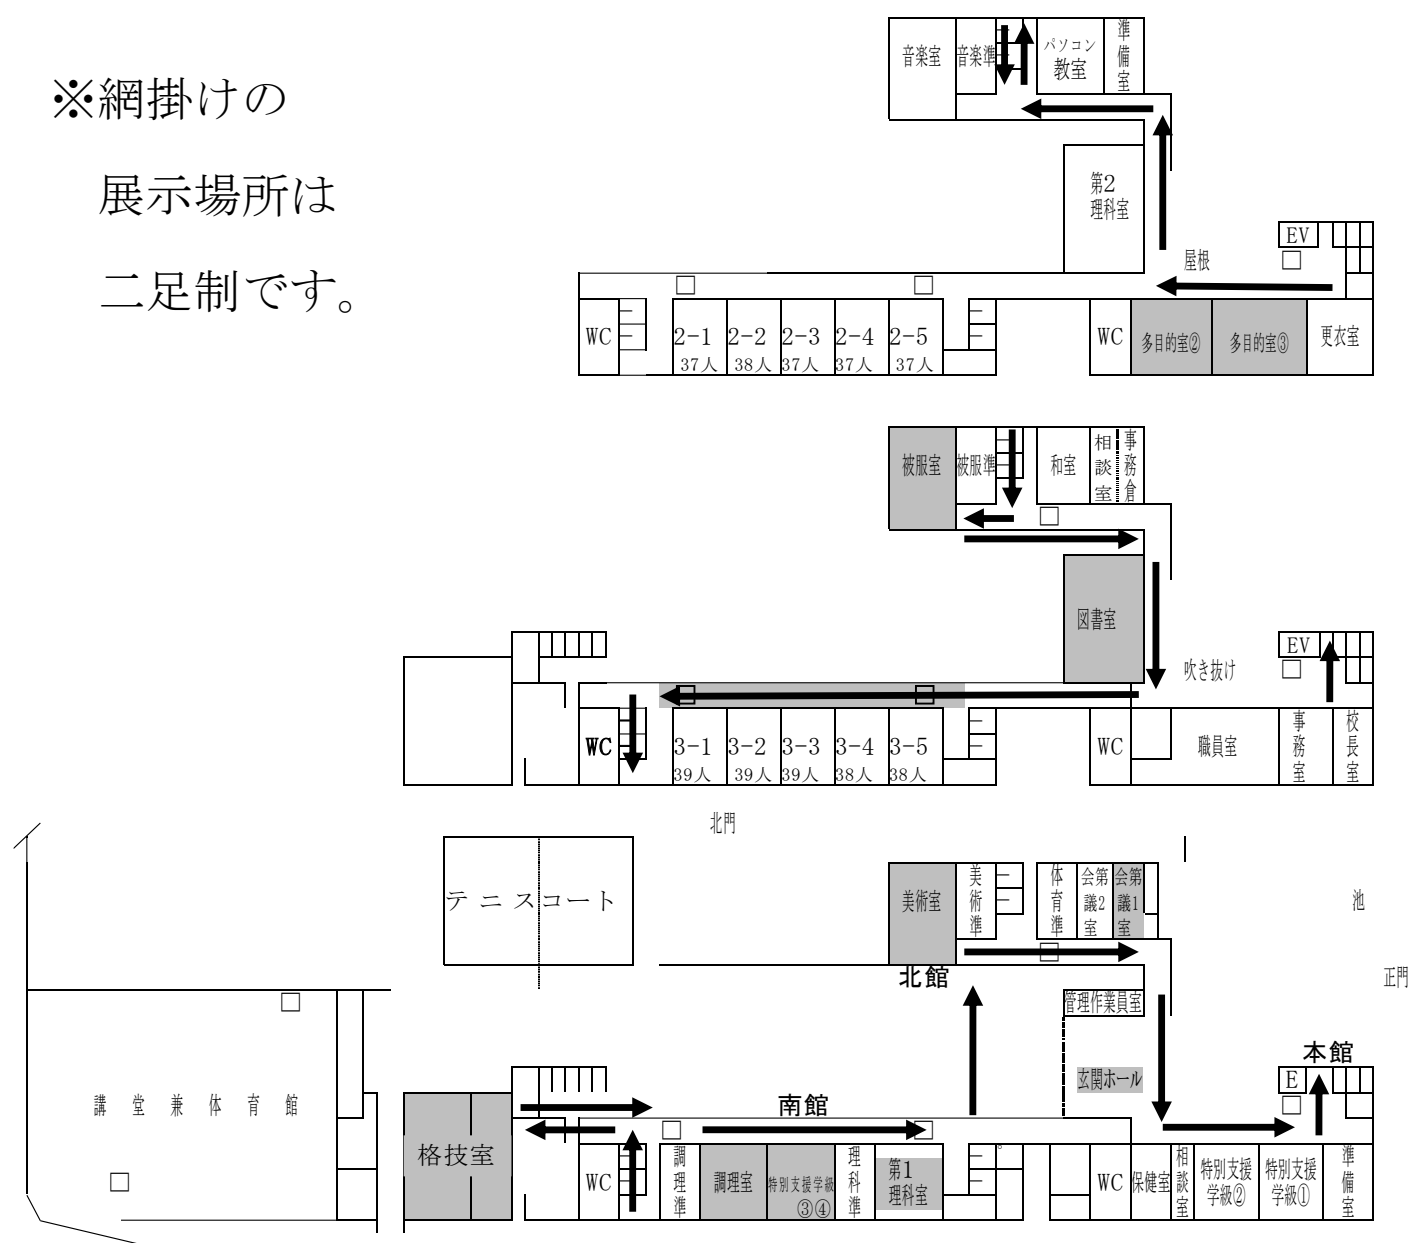 ※網掛けの
展示場所は
二足制です。
音楽室
音楽準
パソコン
教室
準備室
第2
理科室
EV
屋根
WC
2-1
37人
2-2
38人
2-3
37人
2-4
37人
2-5
37人
WC
多目的室②
多目的室③
更衣室
被服室
被服準
和室
相談室
事務倉
図書室
EV
吹き抜け
WC
3-1
39人
3-2
39人
3-3
39人
3-4
38人
3-5
38人
WC
職員室
事務室
校長室
北門
テニスコート
美術室
美術準
体育準
会第
議2
室
会第
議1
室
池
北館
管理作業員室
正門
本館
玄関ホール
E
講堂兼体育館
南館
格技室
WC
調理準
調理室
特別支援学級
③④
理科準
第1
理科室
WC
保健室
相談室
特別支援
学級②
特別支援
学級①
準備室